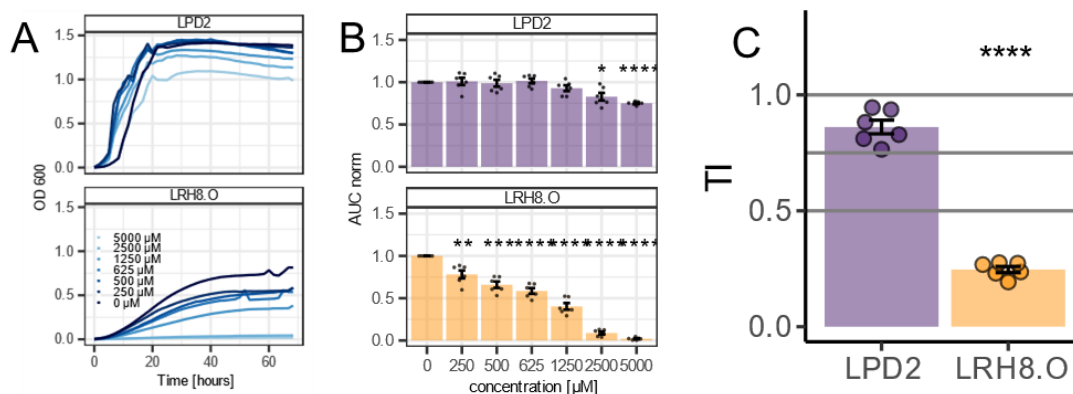 A
LPD2
1.5
1.0
0.5
0.0
LRH8.O
1.5
1.0
0.5
0.0
5000 µM
2500 µM
1250 µM
625 µM
500 µM
250 µM
0 µM
OD 600
0 20 40 60
Time [hours]
B
LPD2
1.5
1.0
0.5
0.0
* ****
LRH8.O
1.5
1.0
0.5
0.0
** *** **** **** **** ****
AUC norm
0 250 500 625 1250 2500 5000
concentration [µM]
C
****
1.0
0.5
0.0
TI
LPD2 LRH8.O